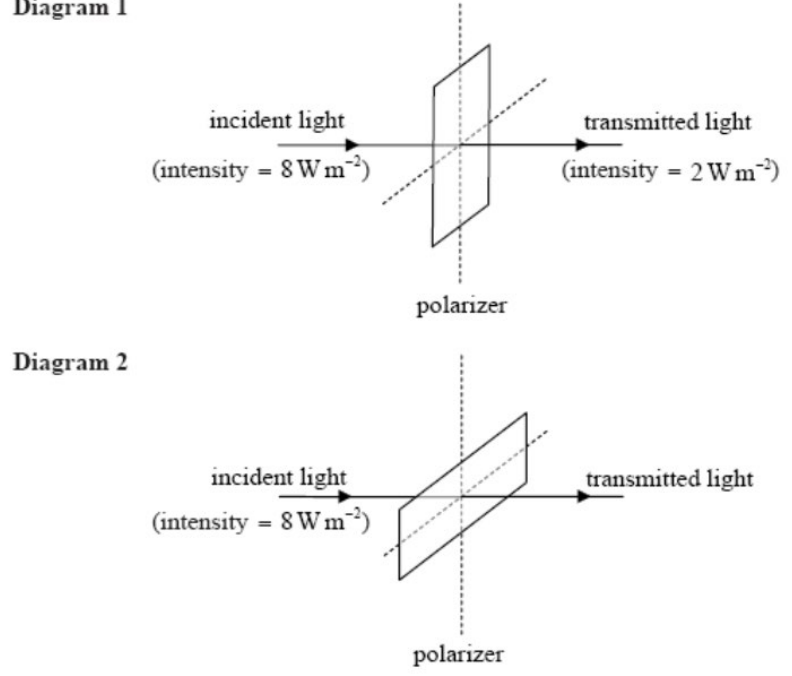 Diagram 1
incident light
transmitted light
(intensity = 8 W m⁻²)
(intensity = 2 W m⁻²)
polarizer
Diagram 2
incident light
transmitted light
(intensity = 8 W m⁻²)
polarizer